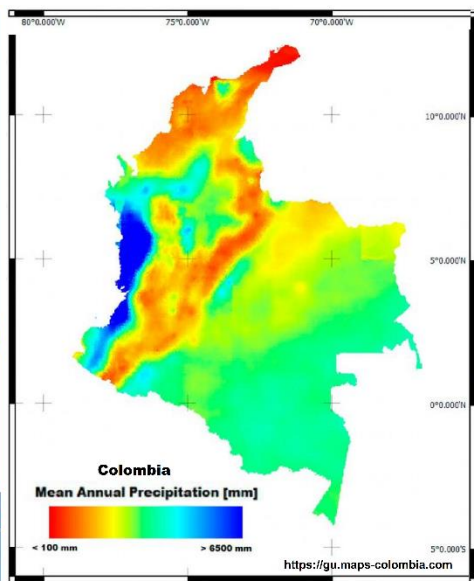 80°0.000'W 75°0.000'W 70°0.000'W
10°0.000'N
5°0.000'N
0°0.000'N
5°0.000'S
Colombia
Mean Annual Precipitation [mm]
< 100 mm > 6500 mm
https://gu.maps-colombia.com